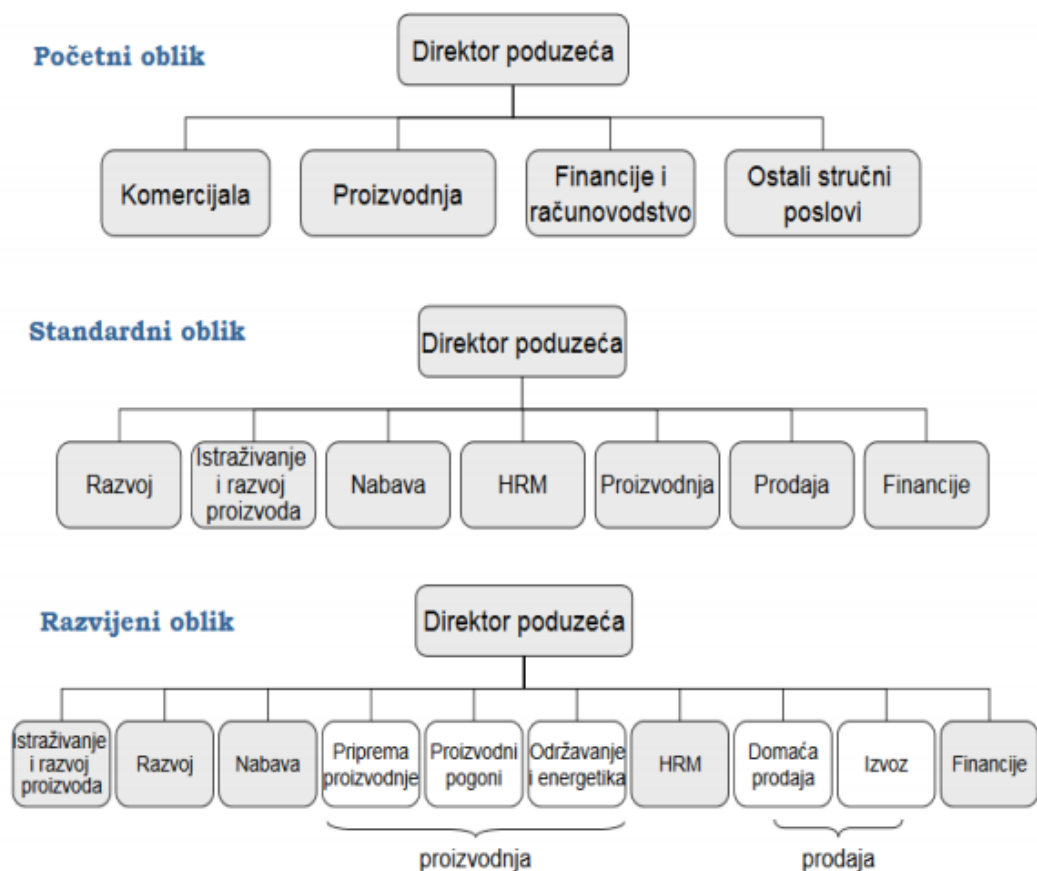 Početni oblik
Direktor poduzeća
Komercijala
Proizvodnja
Financije i
računovodstvo
Ostali stručni
poslovi
Standardni oblik
Direktor poduzeća
Razvoj
Istraživanje
i razvoj
proizvoda
Nabava
HRM
Proizvodnja
Prodaja
Financije
Razvijeni oblik
Direktor poduzeća
Istraživanje
i razvoj
proizvoda
Razvoj
Nabava
Priprema
proizvodnje
Proizvodni
pogoni
Održavanje
i energetika
HRM
Domaća
prodaja
Izvoz
Financije
proizvodnja
prodaja